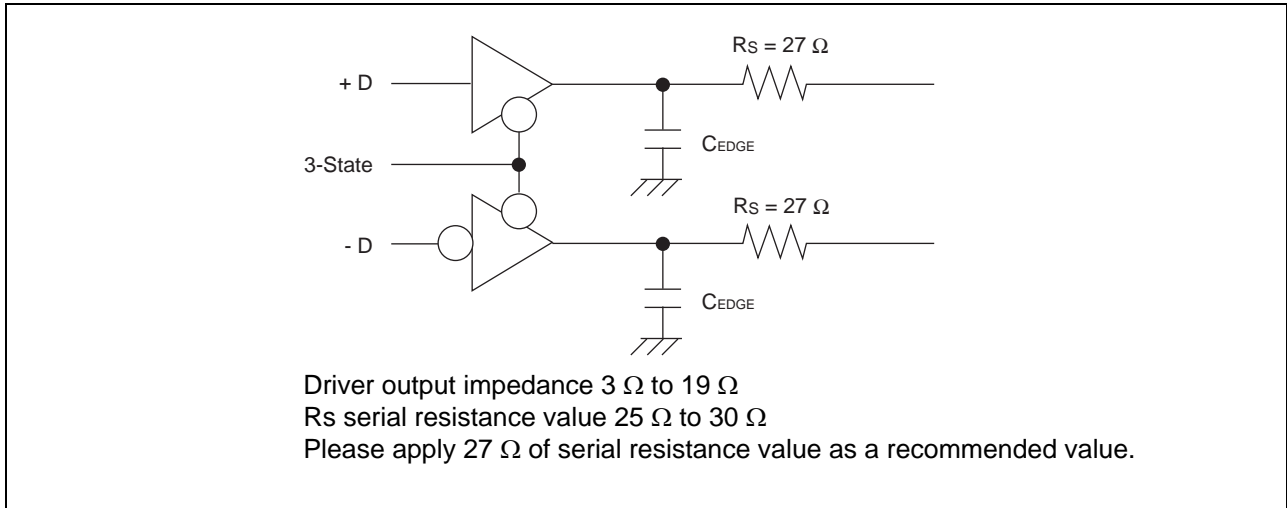 RS = 27 Ω
+ D
CEDGE
3-State
RS = 27 Ω
- D
CEDGE
Driver output impedance 3 Ω to 19 Ω
Rs serial resistance value 25 Ω to 30 Ω
Please apply 27 Ω of serial resistance value as a recommended value.